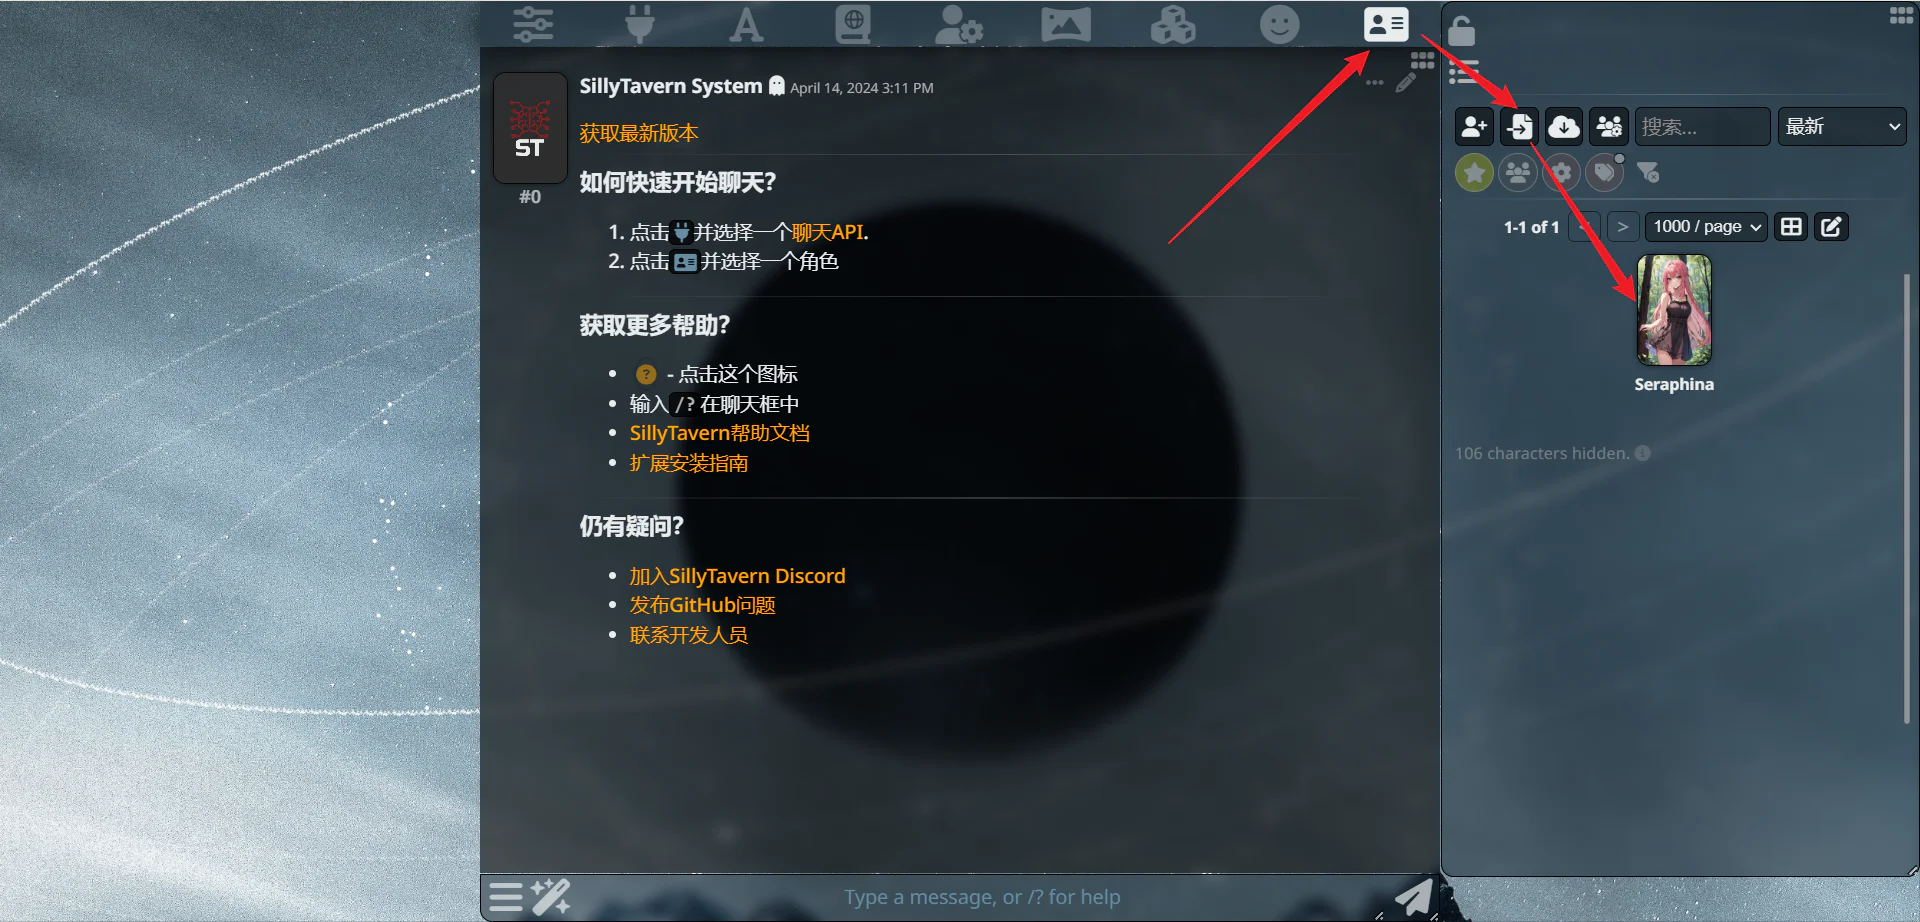 SillyTavern System April 14, 2024 3:11 PM
ST
#0
获取最新版本
如何快速开始聊天?
1. 点击并选择一个聊天API.
2. 点击并选择一个角色
获取更多帮助?
? - 点击这个图标
输入 /? 在聊天框中
SillyTavern帮助文档
扩展安装指南
仍有疑问?
加入SillyTavern Discord
发布GitHub问题
联系开发人员
Type a message, or /? for help
搜索... 最新
1-1 of 1 < > 1000 / page
Seraphina
106 characters hidden.